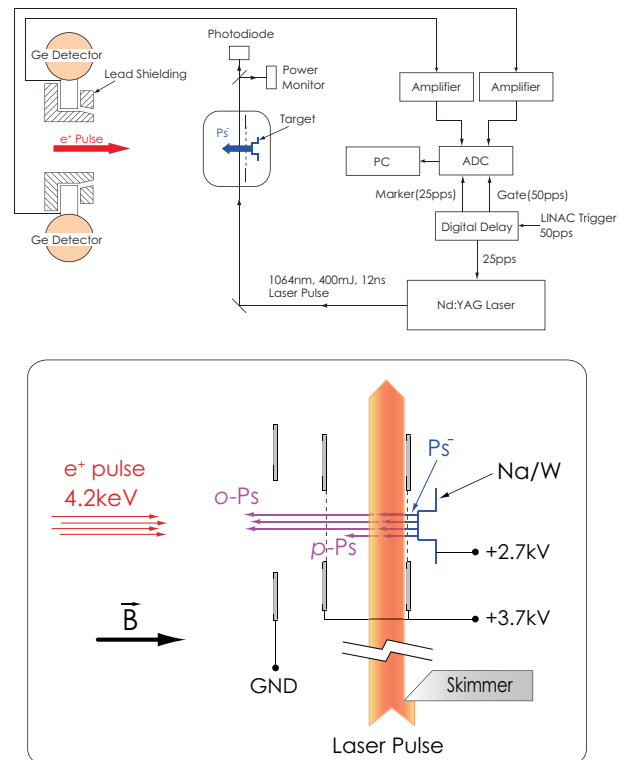 Photodiode
Ge Detector
Lead Shielding
Power
Monitor
Amplifier
Amplifier
e⁺ Pulse
Ps⁻
Target
PC
ADC
Marker(25pps)
Gate(50pps)
Ge Detector
Digital Delay
LINAC Trigger
50pps
25pps
1064nm, 400mJ, 12ns
Laser Pulse
Nd:YAG Laser
Ps⁻
Na/W
e⁺ pulse
4.2keV
o-Ps
p-Ps
+2.7kV
B⃗
+3.7kV
GND
Skimmer
Laser Pulse